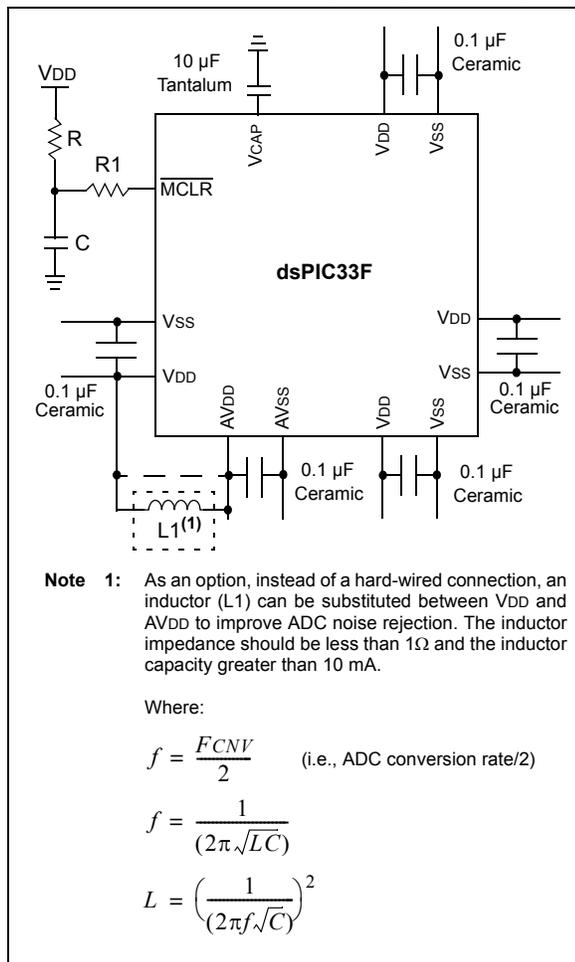 0.1 µF
Ceramic
10 µF
Tantalum
VDD
R
R1
C
VCAP
VDD
VSS
MCLR
dsPIC33F
VSS
VDD
0.1 µF
Ceramic
VDD
VSS
0.1 µF
Ceramic
AVDD
AVSS
VDD
VSS
0.1 µF
Ceramic
0.1 µF
Ceramic
L1(1)
Note 1: As an option, instead of a hard-wired connection, an
inductor (L1) can be substituted between VDD and
AVDD to improve ADC noise rejection. The inductor
impedance should be less than 1Ω and the inductor
capacity greater than 10 mA.
Where:
f = FCNV / 2 (i.e., ADC conversion rate/2)
f = 1 / (2π√LC)
L = (1 / (2πf√C))²